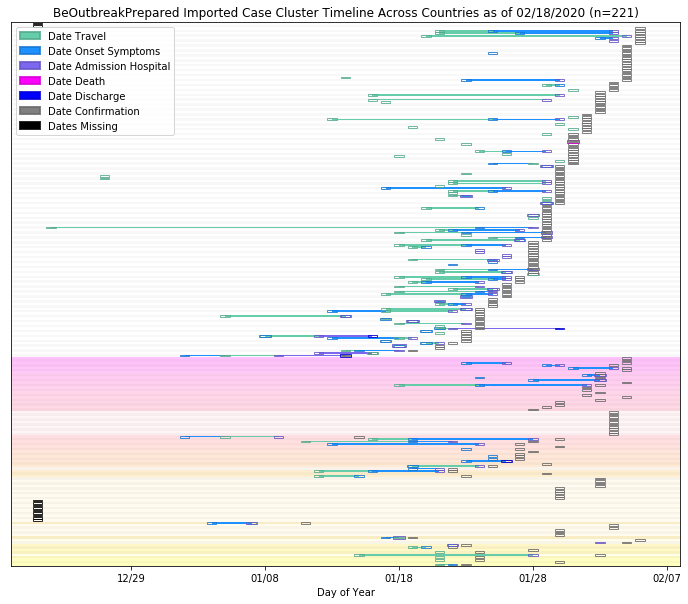 BeOutbreakPrepared Imported Case Cluster Timeline Across Countries as of 02/18/2020 (n=221)
Date Travel
Date Onset Symptoms
Date Admission Hospital
Date Death
Date Discharge
Date Confirmation
Dates Missing
12/29 01/08 01/18 01/28 02/07
Day of Year